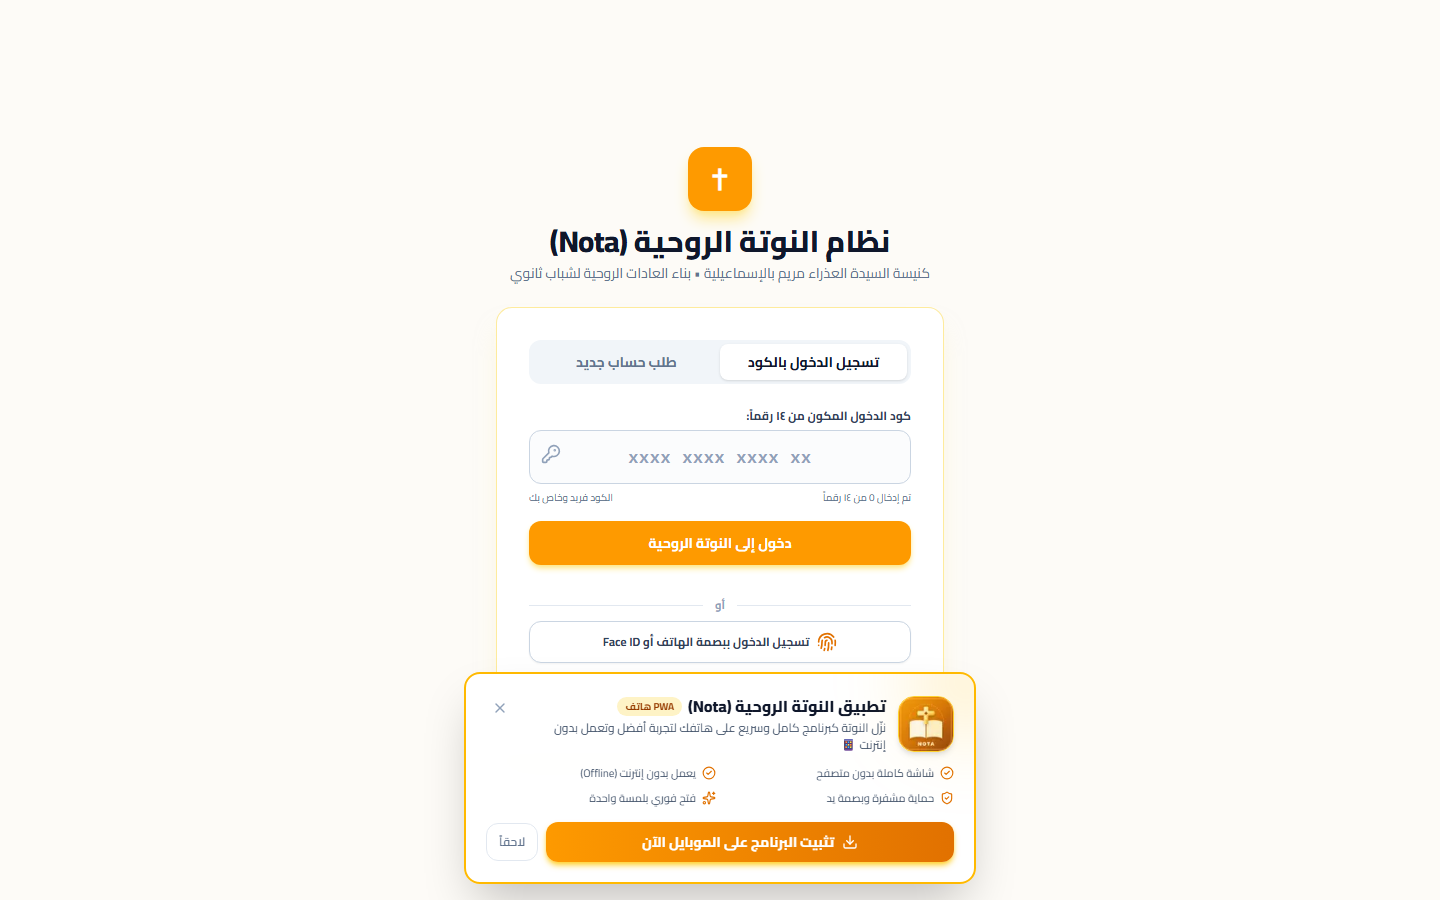 نظام النوتة الروحية (Nota)
كنيسة السيدة العذراء مريم بالإسماعيلية • بناء العادات الروحية لشباب ثانوي
تسجيل الدخول بالكود
طلب حساب جديد
كود الدخول المكون من ١٤ رقماً:
xxxx xxxx xxxx xx
تم إدخال 0 من ١٤ رقماً
الكود فريد وخاص بك
دخول إلى النوتة الروحية
أو
تسجيل الدخول ببصمة الهاتف أو Face ID
تطبيق النوتة الروحية (Nota)
PWA هاتف
نزّل النوتة كبرنامج كامل وسريع على هاتفك لتجربة أفضل وتعمل بدون
إنترنت
NOTA
شاشة كاملة بدون متصفح
يعمل بدون إنترنت (Offline)
حماية مشفرة وبصمة يد
فتح فوري بلمسة واحدة
تثبيت البرنامج على الموبايل الآن
لاحقاً